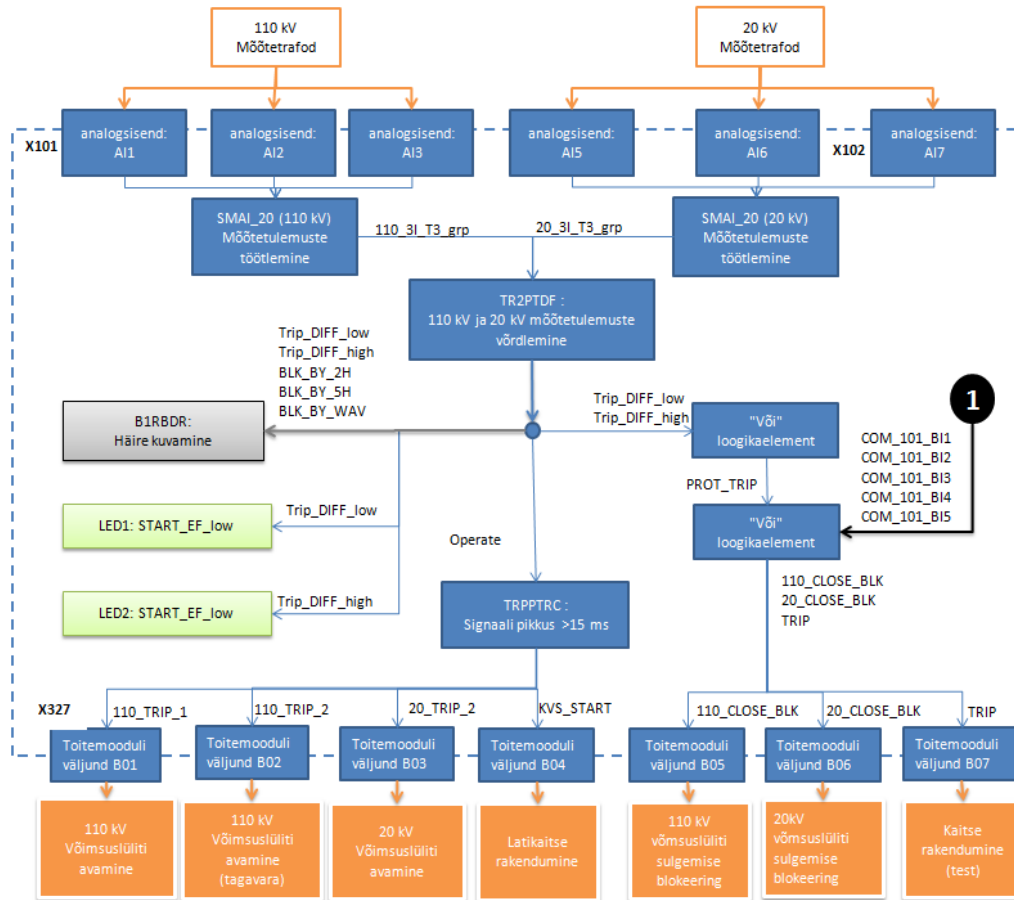 110 kV
Mõõtetrafod
20 kV
Mõõtetrafod
X101
analogsisend:
AI1
analogsisend:
AI2
analogsisend:
AI3
analogsisend:
AI5
analogsisend:
AI6
X102
analogsisend:
AI7
SMAI_20 (110 kV)
Mõõtetulemuste
töötlemine
110_3I_T3_grp
20_3I_T3_grp
SMAI_20 (20 kV)
Mõõtetulemuste
töötlemine
TR2PTDF :
110 kV ja 20 kV mõõtetulemuste
võrdlemine
Trip_DIFF_low
Trip_DIFF_high
BLK_BY_2H
BLK_BY_5H
BLK_BY_WAV
B1RBDR:
Häire kuvamine
Trip_DIFF_low
Trip_DIFF_high
"Või"
loogikaelement
1
COM_101_BI1
COM_101_BI2
COM_101_BI3
COM_101_BI4
COM_101_BI5
PROT_TRIP
LED1: START_EF_low
Trip_DIFF_low
"Või"
loogikaelement
Operate
LED2: START_EF_low
Trip_DIFF_high
TRPPTRC :
Signaali pikkus >15 ms
110_CLOSE_BLK
20_CLOSE_BLK
TRIP
X327
110_TRIP_1
110_TRIP_2
20_TRIP_2
KVS_START
110_CLOSE_BLK
20_CLOSE_BLK
TRIP
Toitemooduli
väljund B01
Toitemooduli
väljund B02
Toitemooduli
väljund B03
Toitemooduli
väljund B04
Toitemooduli
väljund B05
Toitemooduli
väljund B06
Toitemooduli
väljund B07
110 kV
Võimsuslüliti
avamine
110 kV
Võimsuslüliti
avamine
(tagavara)
20 kV
Võimsuslüliti
avamine
Latikaitse
rakendumine
110 kV
võmsuslüliti
sulgemise
blokeering
20kV
võmsuslüliti
sulgemise
blokeering
Kaitse
rakendumine
(test)